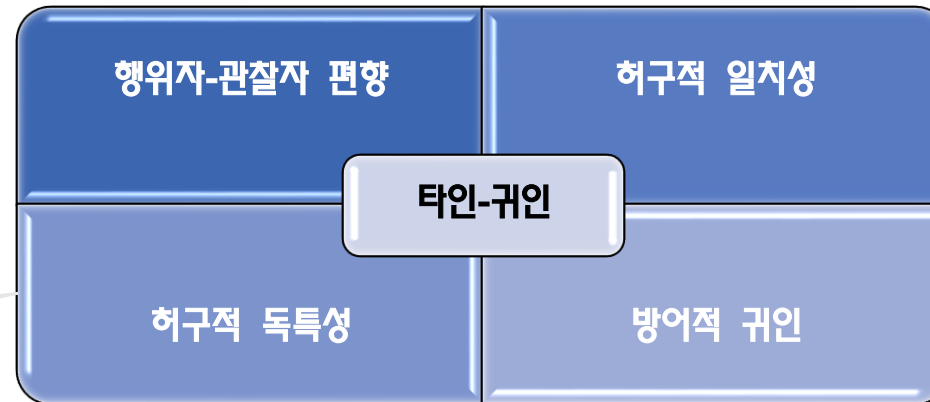 행위자-관찰자 편향
허구적 일치성
타인-귀인
허구적 독특성
방어적 귀인